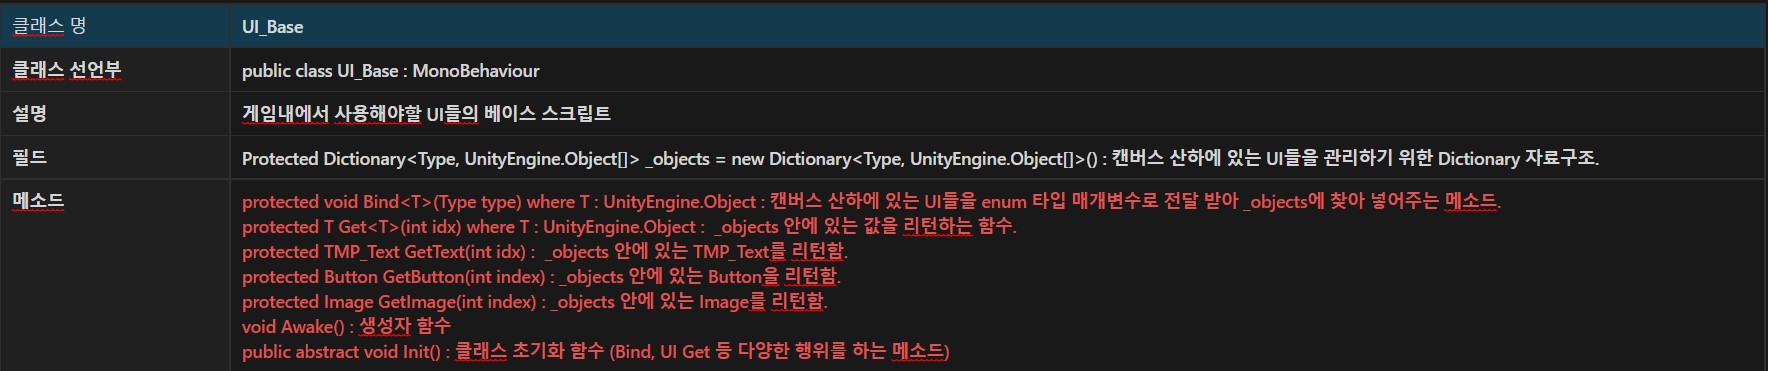 클래스 명 UI_Base
클래스 선언부 public class UI_Base : MonoBehaviour
설명 게임내에서 사용해야할 UI들의 베이스 스크립트
필드 Protected Dictionary<Type, UnityEngine.Object[]> _objects = new Dictionary<Type, UnityEngine.Object[]>() : 캔버스 산하에 있는 UI들을 관리하기 위한 Dictionary 자료구조.
메소드 protected void Bind<T>(Type type) where T : UnityEngine.Object : 캔버스 산하에 있는 UI들을 enum 타입 매개변수로 전달 받아 _objects에 찾아 넣어주는 메소드.
protected T Get<T>(int idx) where T : UnityEngine.Object :  _objects 안에 있는 값을 리턴하는 함수.
protected TMP_Text GetText(int idx) :  _objects 안에 있는 TMP_Text를 리턴함.
protected Button GetButton(int index) : _objects 안에 있는 Button을 리턴함.
protected Image GetImage(int index) : _objects 안에 있는 Image를 리턴함.
void Awake() : 생성자 함수
public abstract void Init() : 클래스 초기화 함수 (Bind, UI Get 등 다양한 행위를 하는 메소드)